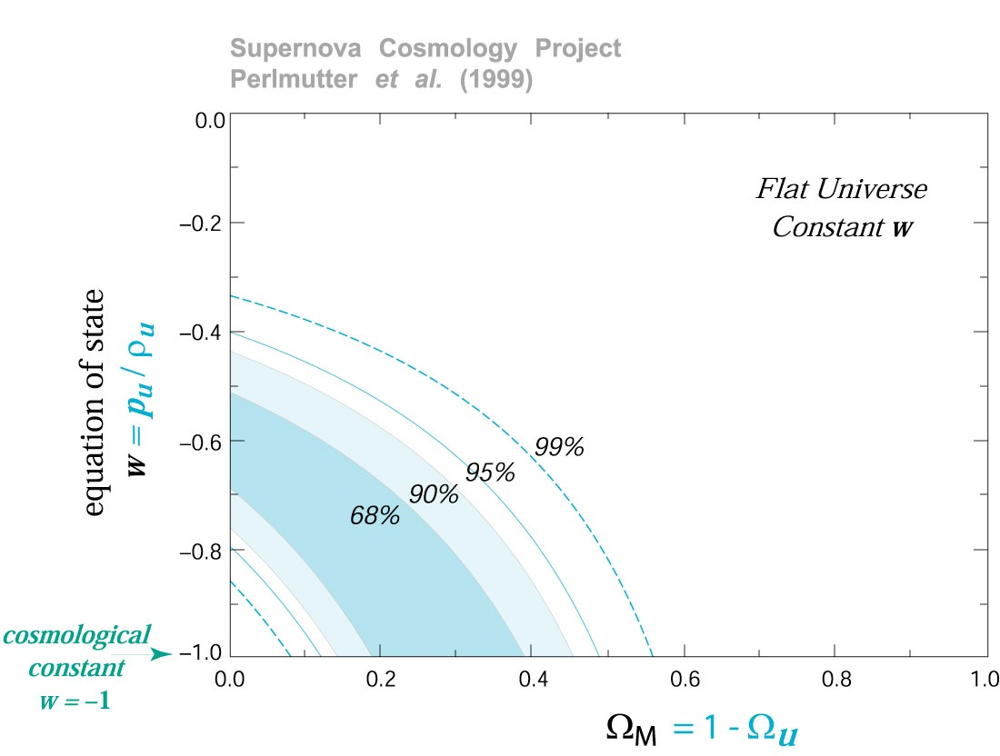 Supernova Cosmology Project
Perlmutter et al. (1999)
0.0
–0.2
–0.4
–0.6
–0.8
–1.0
Flat Universe
Constant w
99%
95%
90%
68%
equation of state
w = pu / ρu
cosmological
constant
w = –1
0.0 0.2 0.4 0.6 0.8 1.0
ΩM = 1 - Ωu